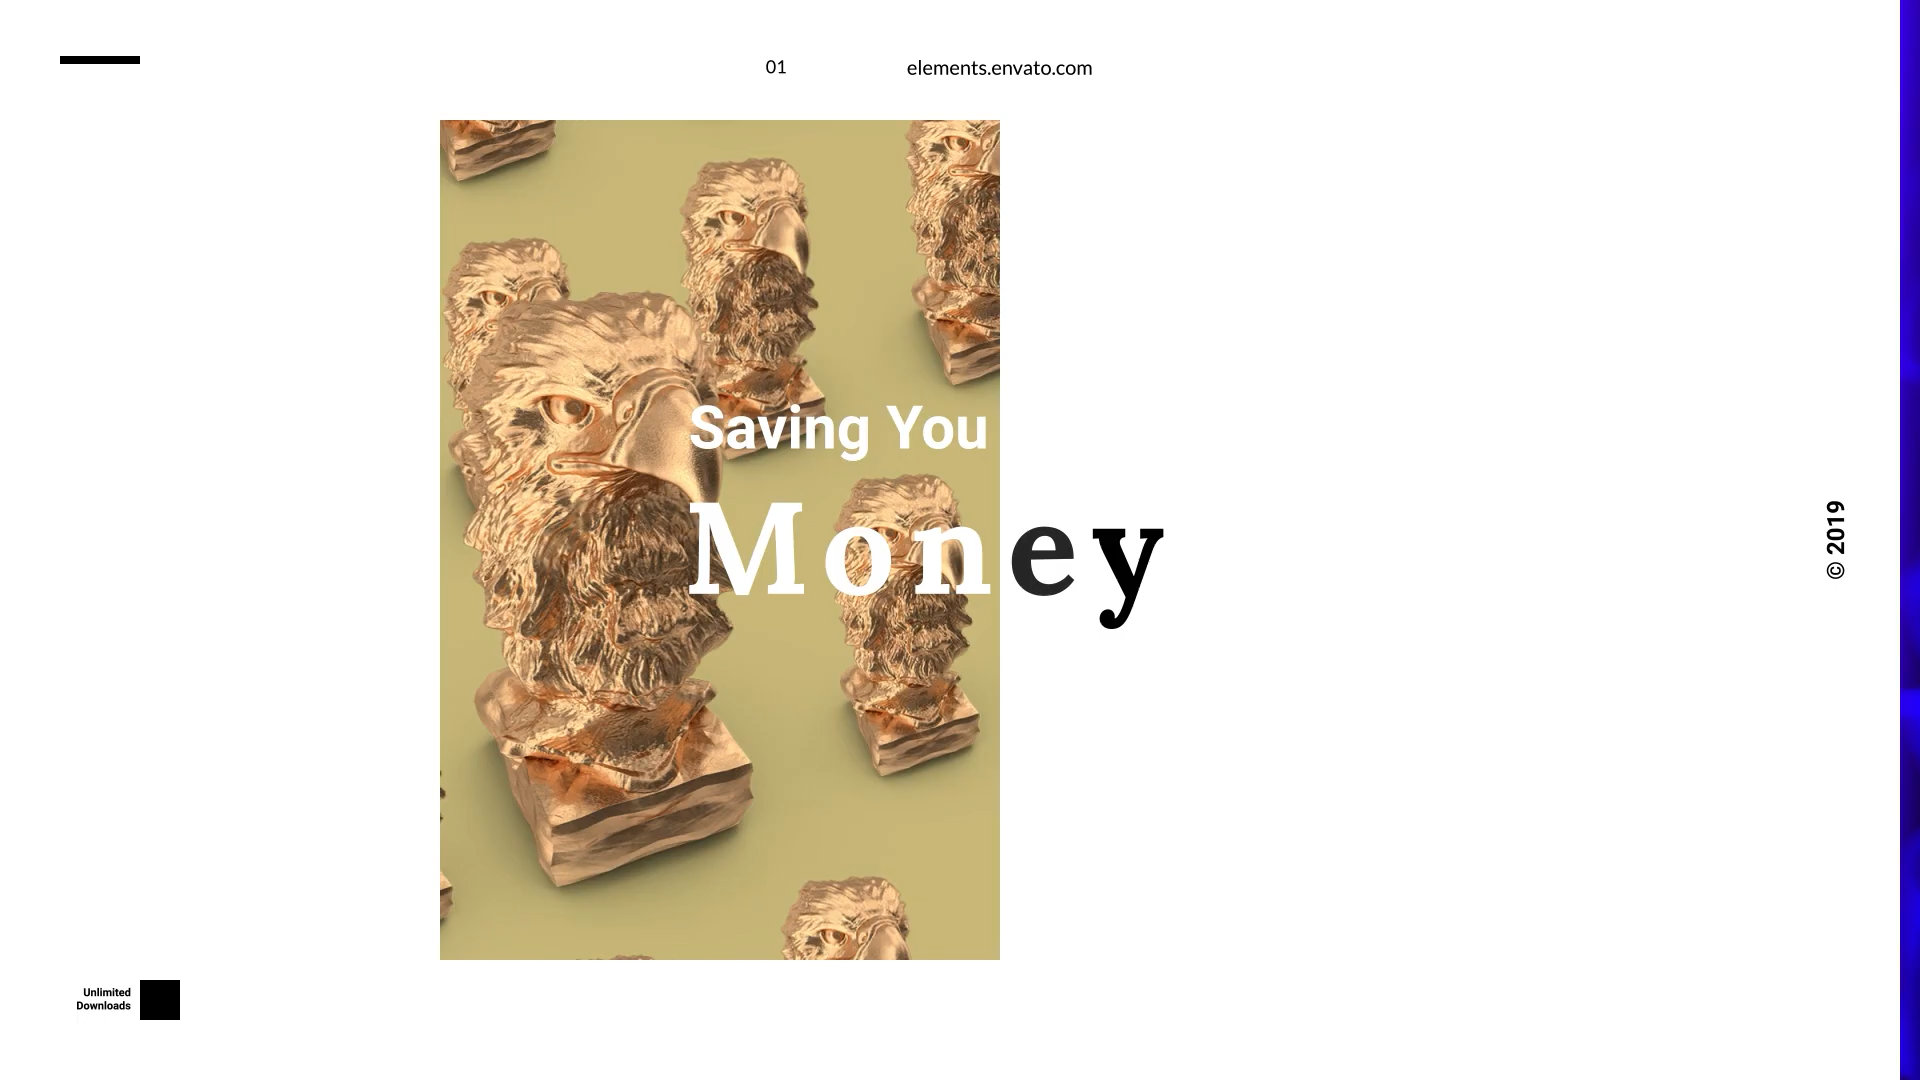 01
elements.envato.com
Saving You
Money
© 2019
Unlimited
Downloads